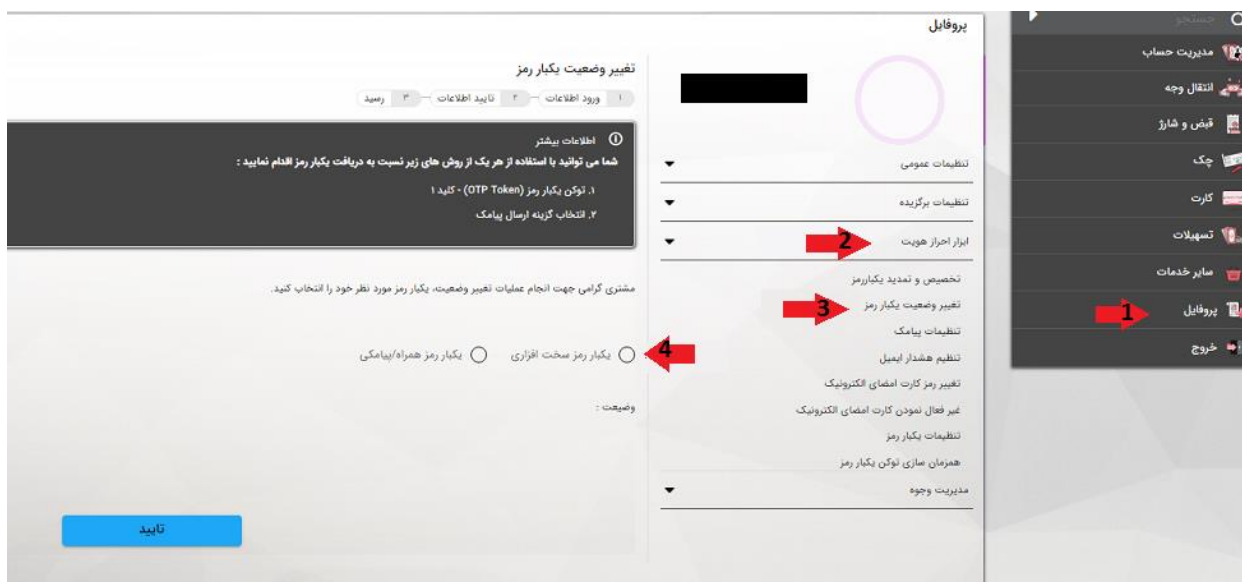 جستجو
مدیریت حساب
انتقال وجه
قبض و شارژ
چک
کارت
تسهیلات
سایر خدمات
پروفایل
1
خروج
پروفایل
تنظیمات عمومی
تنظیمات برگزیده
ابزار احراز هویت
2
تخصیص و تمدید یکباررمز
تغییر وضعیت یکبار رمز
3
تنظیمات پیامک
تنظیم هشدار ایمیل
تغییر رمز کارت امضای الکترونیک
غیر فعال نمودن کارت امضای الکترونیک
تنظیمات یکبار رمز
همزمان سازی توکن یکبار رمز
مدیریت وجوه
تغییر وضعیت یکبار رمز
۱ ورود اطلاعات ۲ تایید اطلاعات ۳ رسید
اطلاعات بیشتر
شما می توانید با استفاده از هر یک از روش های زیر نسبت به دریافت یکبار رمز اقدام نمایید :
۱. توکن یکبار رمز (OTP Token) - کلید ۱
۲. انتخاب گزینه ارسال پیامک
مشتری گرامی جهت انجام عملیات تغییر وضعیت، یکبار رمز مورد نظر خود را انتخاب کنید.
4
یکبار رمز سخت افزاری یکبار رمز همراه/پیامکی
وضیعت :
تایید